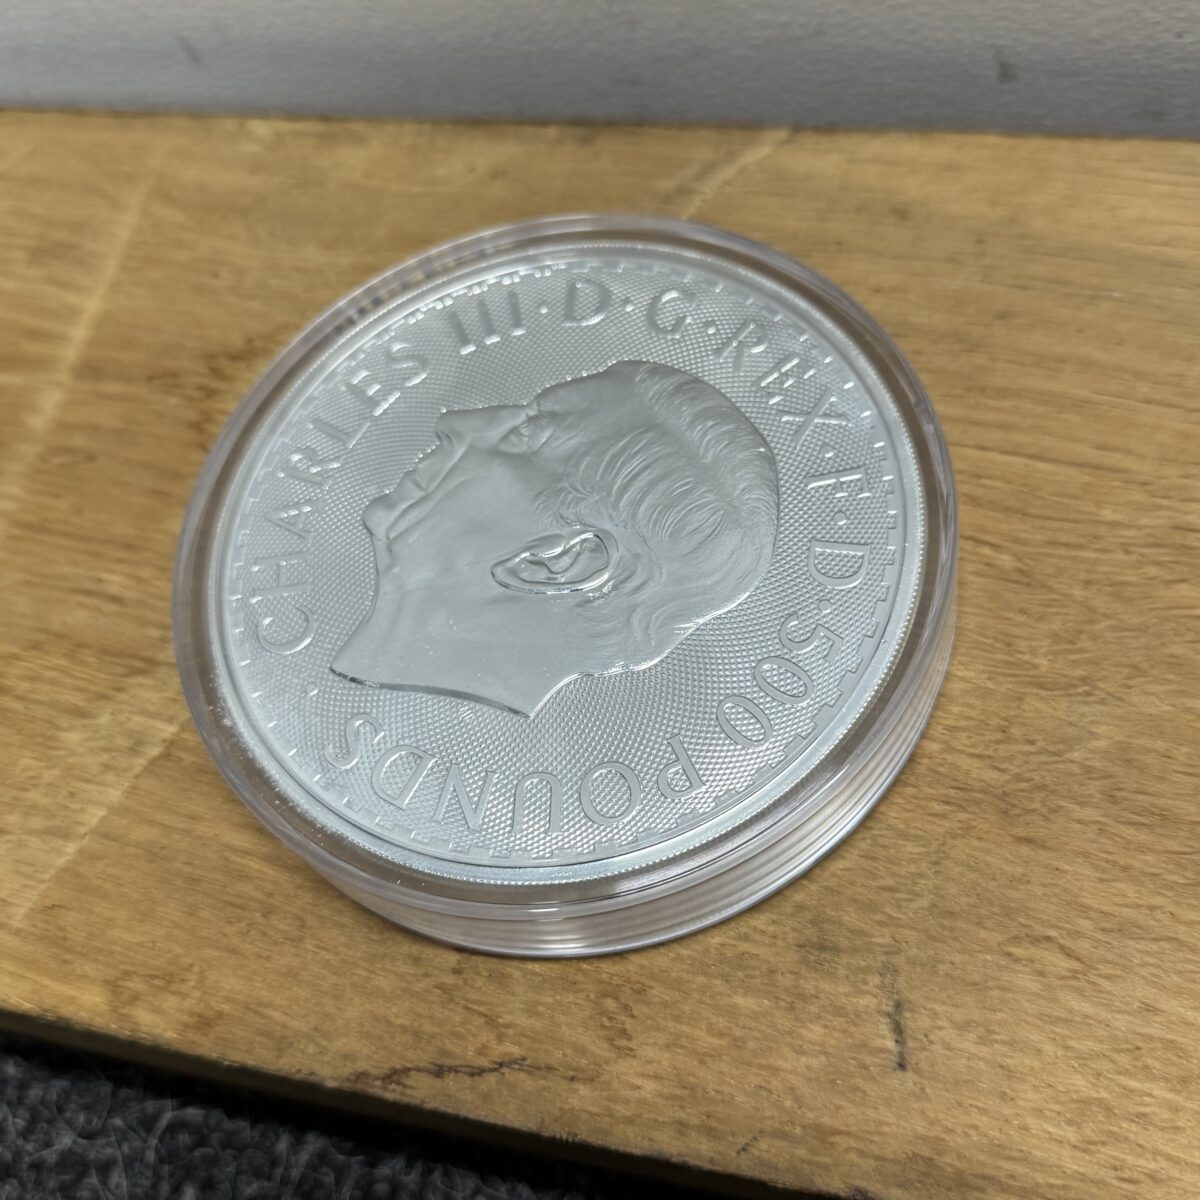 CHARLES III · D · G · REX · F · D · 500 POUNDS ·